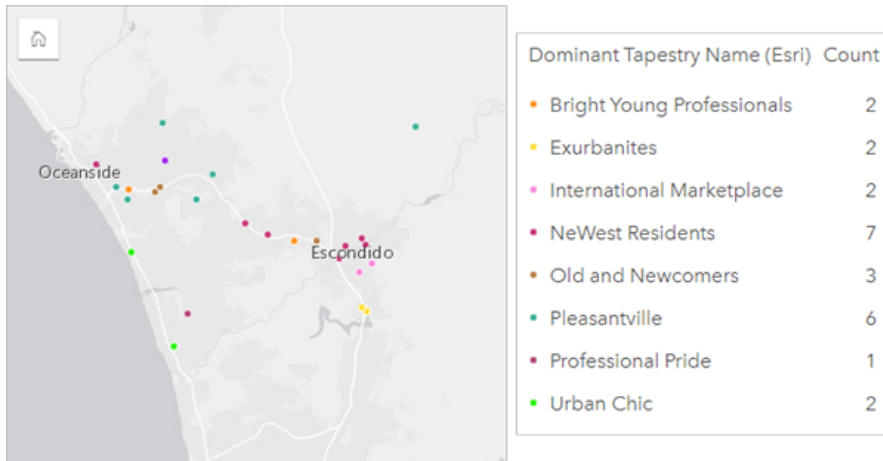 Oceanside
Escondido
Dominant Tapestry Name (Esri) Count
Bright Young Professionals 2
Exurbanites 2
International Marketplace 2
NeWest Residents 7
Old and Newcomers 3
Pleasantville 6
Professional Pride 1
Urban Chic 2